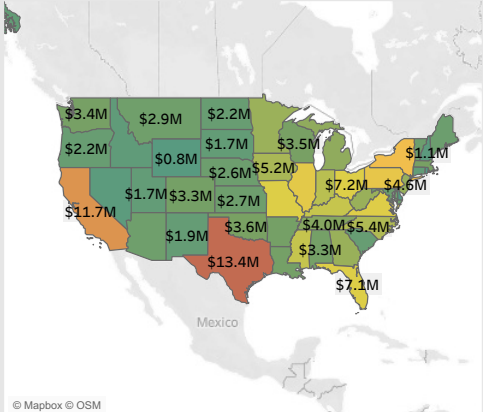 $3.4M
$2.9M
$2.2M
$2.2M
$0.8M
$1.7M
$3.5M
$1.1M
$2.6M
$5.2M
$7.2M
$4.6M
$11.7M
$1.7M
$3.3M
$2.7M
$1.9M
$3.6M
$4.0M
$5.4M
$3.3M
$13.4M
$7.1M
Mexico
© Mapbox © OSM